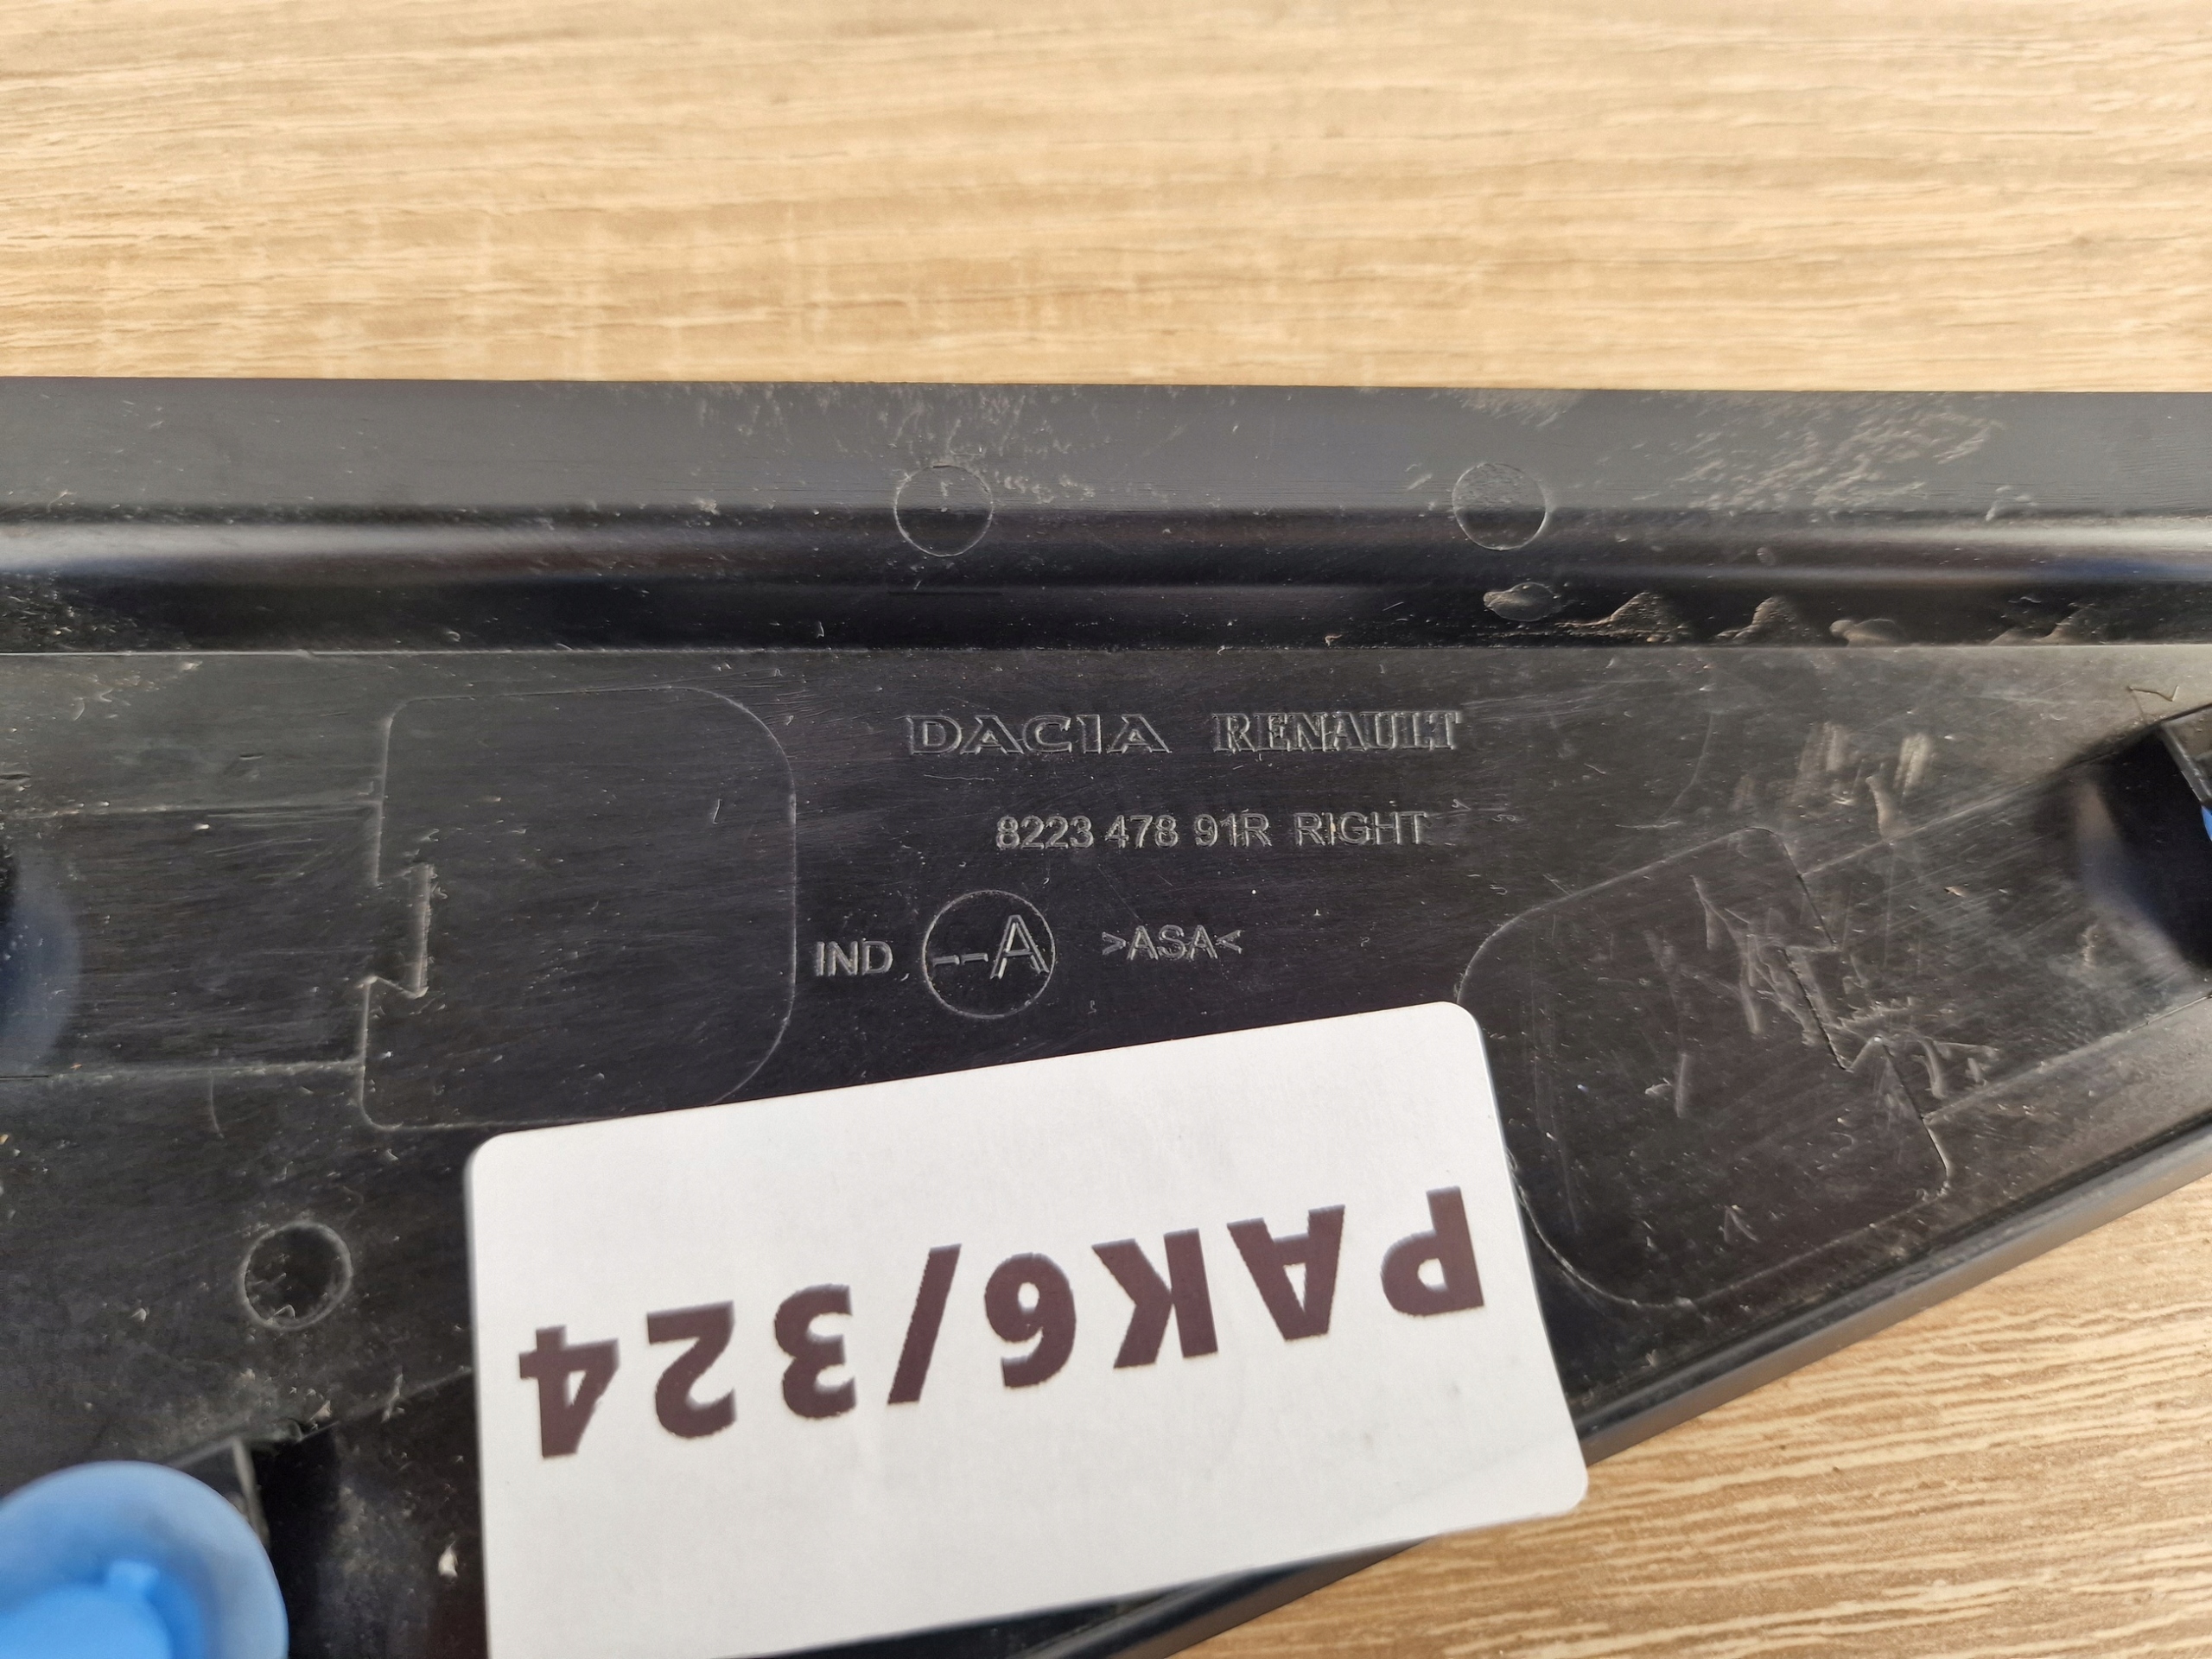 DACIA RENAULT
8223 478 91R RIGHT
IND --A >ASA<
PAK6/324